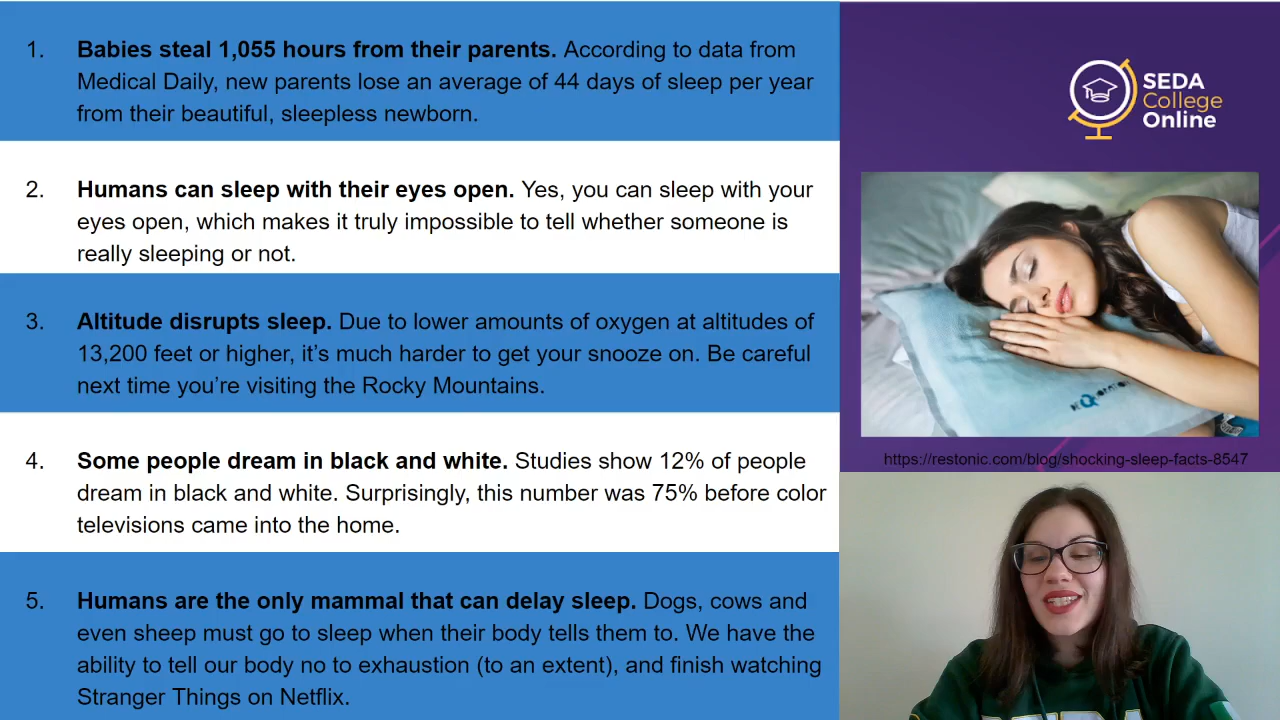 1. Babies steal 1,055 hours from their parents. According to data from
Medical Daily, new parents lose an average of 44 days of sleep per year
from their beautiful, sleepless newborn.
2. Humans can sleep with their eyes open. Yes, you can sleep with your
eyes open, which makes it truly impossible to tell whether someone is
really sleeping or not.
3. Altitude disrupts sleep. Due to lower amounts of oxygen at altitudes of
13,200 feet or higher, it's much harder to get your snooze on. Be careful
next time you're visiting the Rocky Mountains.
4. Some people dream in black and white. Studies show 12% of people
dream in black and white. Surprisingly, this number was 75% before color
televisions came into the home.
5. Humans are the only mammal that can delay sleep. Dogs, cows and
even sheep must go to sleep when their body tells them to. We have the
ability to tell our body no to exhaustion (to an extent), and finish watching
Stranger Things on Netflix.
SEDA
College
Online
https://restonic.com/blog/shocking-sleep-facts-8547